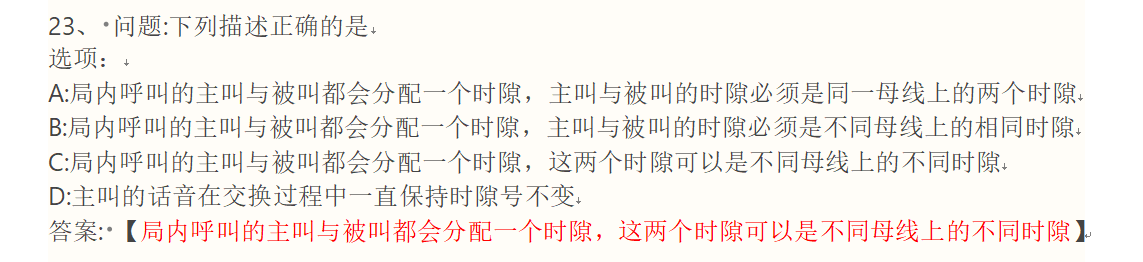 23、 问题:下列描述正确的是
选项：
A:局内呼叫的主叫与被叫都会分配一个时隙，主叫与被叫的时隙必须是同一母线上的两个时隙
B:局内呼叫的主叫与被叫都会分配一个时隙，主叫与被叫的时隙必须是不同母线上的相同时隙
C:局内呼叫的主叫与被叫都会分配一个时隙，这两个时隙可以是不同母线上的不同时隙
D:主叫的话音在交换过程中一直保持时隙号不变
答案: 【局内呼叫的主叫与被叫都会分配一个时隙，这两个时隙可以是不同母线上的不同时隙】